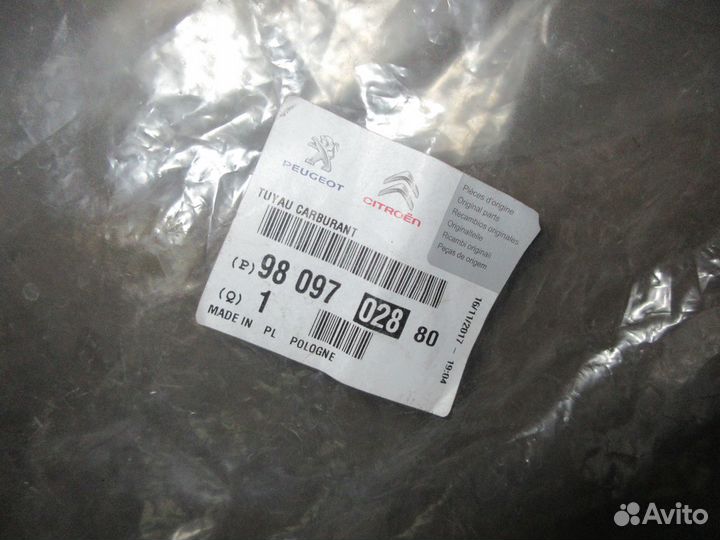 PEUGEOT
CITROËN
Pièces d'origine
Original parts
Recambios originales
Originalteile
Ricambi originali
Peças de origem
TUYAU CARBURANT
(P) 98 097 028 80
(Q) 1
MADE IN PL POLOGNE
16/11/2017 - 19:04
Avito